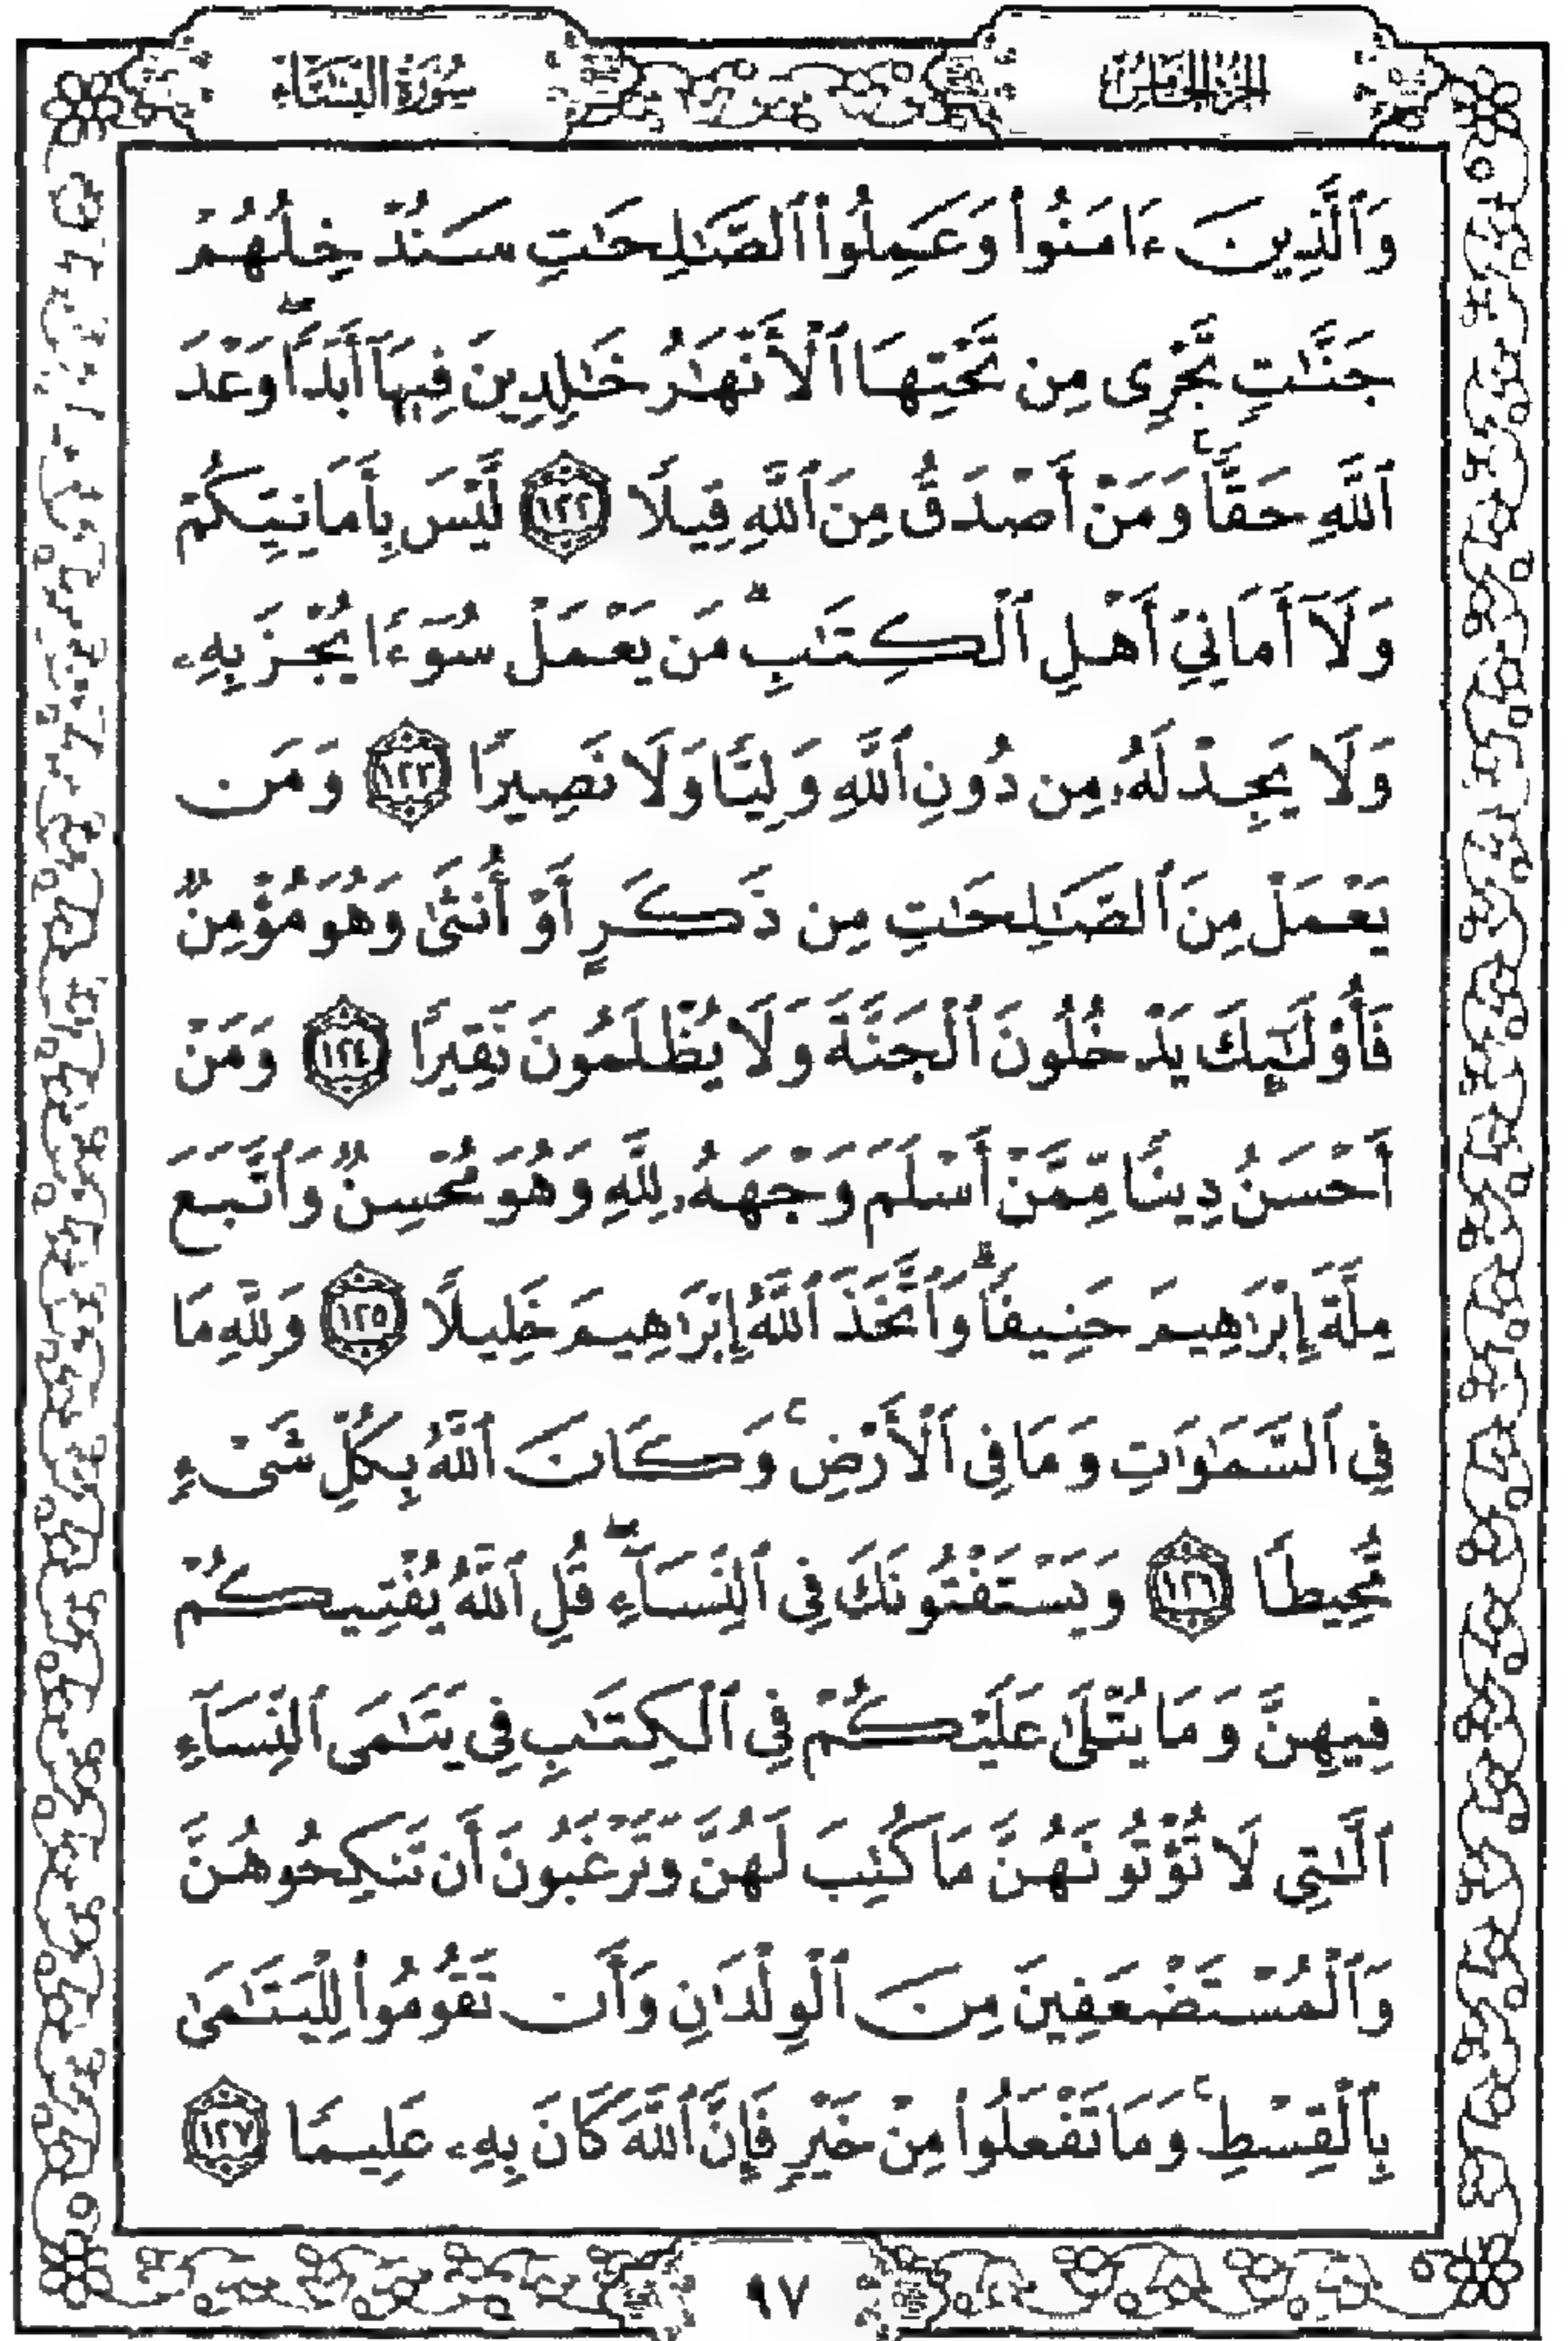 الجزء الخامس
سورة النساء
وَٱلَّذِينَ ءَامَنُوا۟ وَعَمِلُوا۟ ٱلصَّـٰلِحَـٰتِ سَنُدْخِلُهُمْ
جَنَّـٰتٍ تَجْرِى مِن تَحْتِهَا ٱلْأَنْهَـٰرُ خَـٰلِدِينَ فِيهَآ أَبَدًا ۖ وَعْدَ
ٱللَّهِ حَقًّا ۚ وَمَنْ أَصْدَقُ مِنَ ٱللَّهِ قِيلًا ١٢٢ لَّيْسَ بِأَمَانِيِّكُمْ
وَلَآ أَمَانِىِّ أَهْلِ ٱلْكِتَـٰبِ ۗ مَن يَعْمَلْ سُوٓءًا يُجْزَ بِهِۦ
وَلَا يَجِدْ لَهُۥ مِن دُونِ ٱللَّهِ وَلِيًّا وَلَا نَصِيرًا ١٢٣ وَمَن
يَعْمَلْ مِنَ ٱلصَّـٰلِحَـٰتِ مِن ذَكَرٍ أَوْ أُنثَىٰ وَهُوَ مُؤْمِنٌ
فَأُو۟لَـٰٓئِكَ يَدْخُلُونَ ٱلْجَنَّةَ وَلَا يُظْلَمُونَ نَقِيرًا ١٢٤ وَمَنْ
أَحْسَنُ دِينًا مِّمَّنْ أَسْلَمَ وَجْهَهُۥ لِلَّهِ وَهُوَ مُحْسِنٌ وَٱتَّبَعَ
مِلَّةَ إِبْرَٰهِيمَ حَنِيفًا ۗ وَٱتَّخَذَ ٱللَّهُ إِبْرَٰهِيمَ خَلِيلًا ١٢٥ وَلِلَّهِ مَا
فِى ٱلسَّمَـٰوَٰتِ وَمَا فِى ٱلْأَرْضِ ۚ وَكَانَ ٱللَّهُ بِكُلِّ شَىْءٍ
مُّحِيطًا ١٢٦ وَيَسْتَفْتُونَكَ فِى ٱلنِّسَآءِ ۖ قُلِ ٱللَّهُ يُفْتِيكُمْ
فِيهِنَّ وَمَا يُتْلَىٰ عَلَيْكُمْ فِى ٱلْكِتَـٰبِ فِى يَتَـٰمَى ٱلنِّسَآءِ
ٱلَّـٰتِى لَا تُؤْتُونَهُنَّ مَا كُتِبَ لَهُنَّ وَتَرْغَبُونَ أَن تَنكِحُوهُنَّ
وَٱلْمُسْتَضْعَفِينَ مِنَ ٱلْوِلْدَٰنِ وَأَن تَقُومُوا۟ لِلْيَتَـٰمَىٰ
بِٱلْقِسْطِ ۚ وَمَا تَفْعَلُوا۟ مِنْ خَيْرٍ فَإِنَّ ٱللَّهَ كَانَ بِهِۦ عَلِيمًا ١٢٧
٩٧